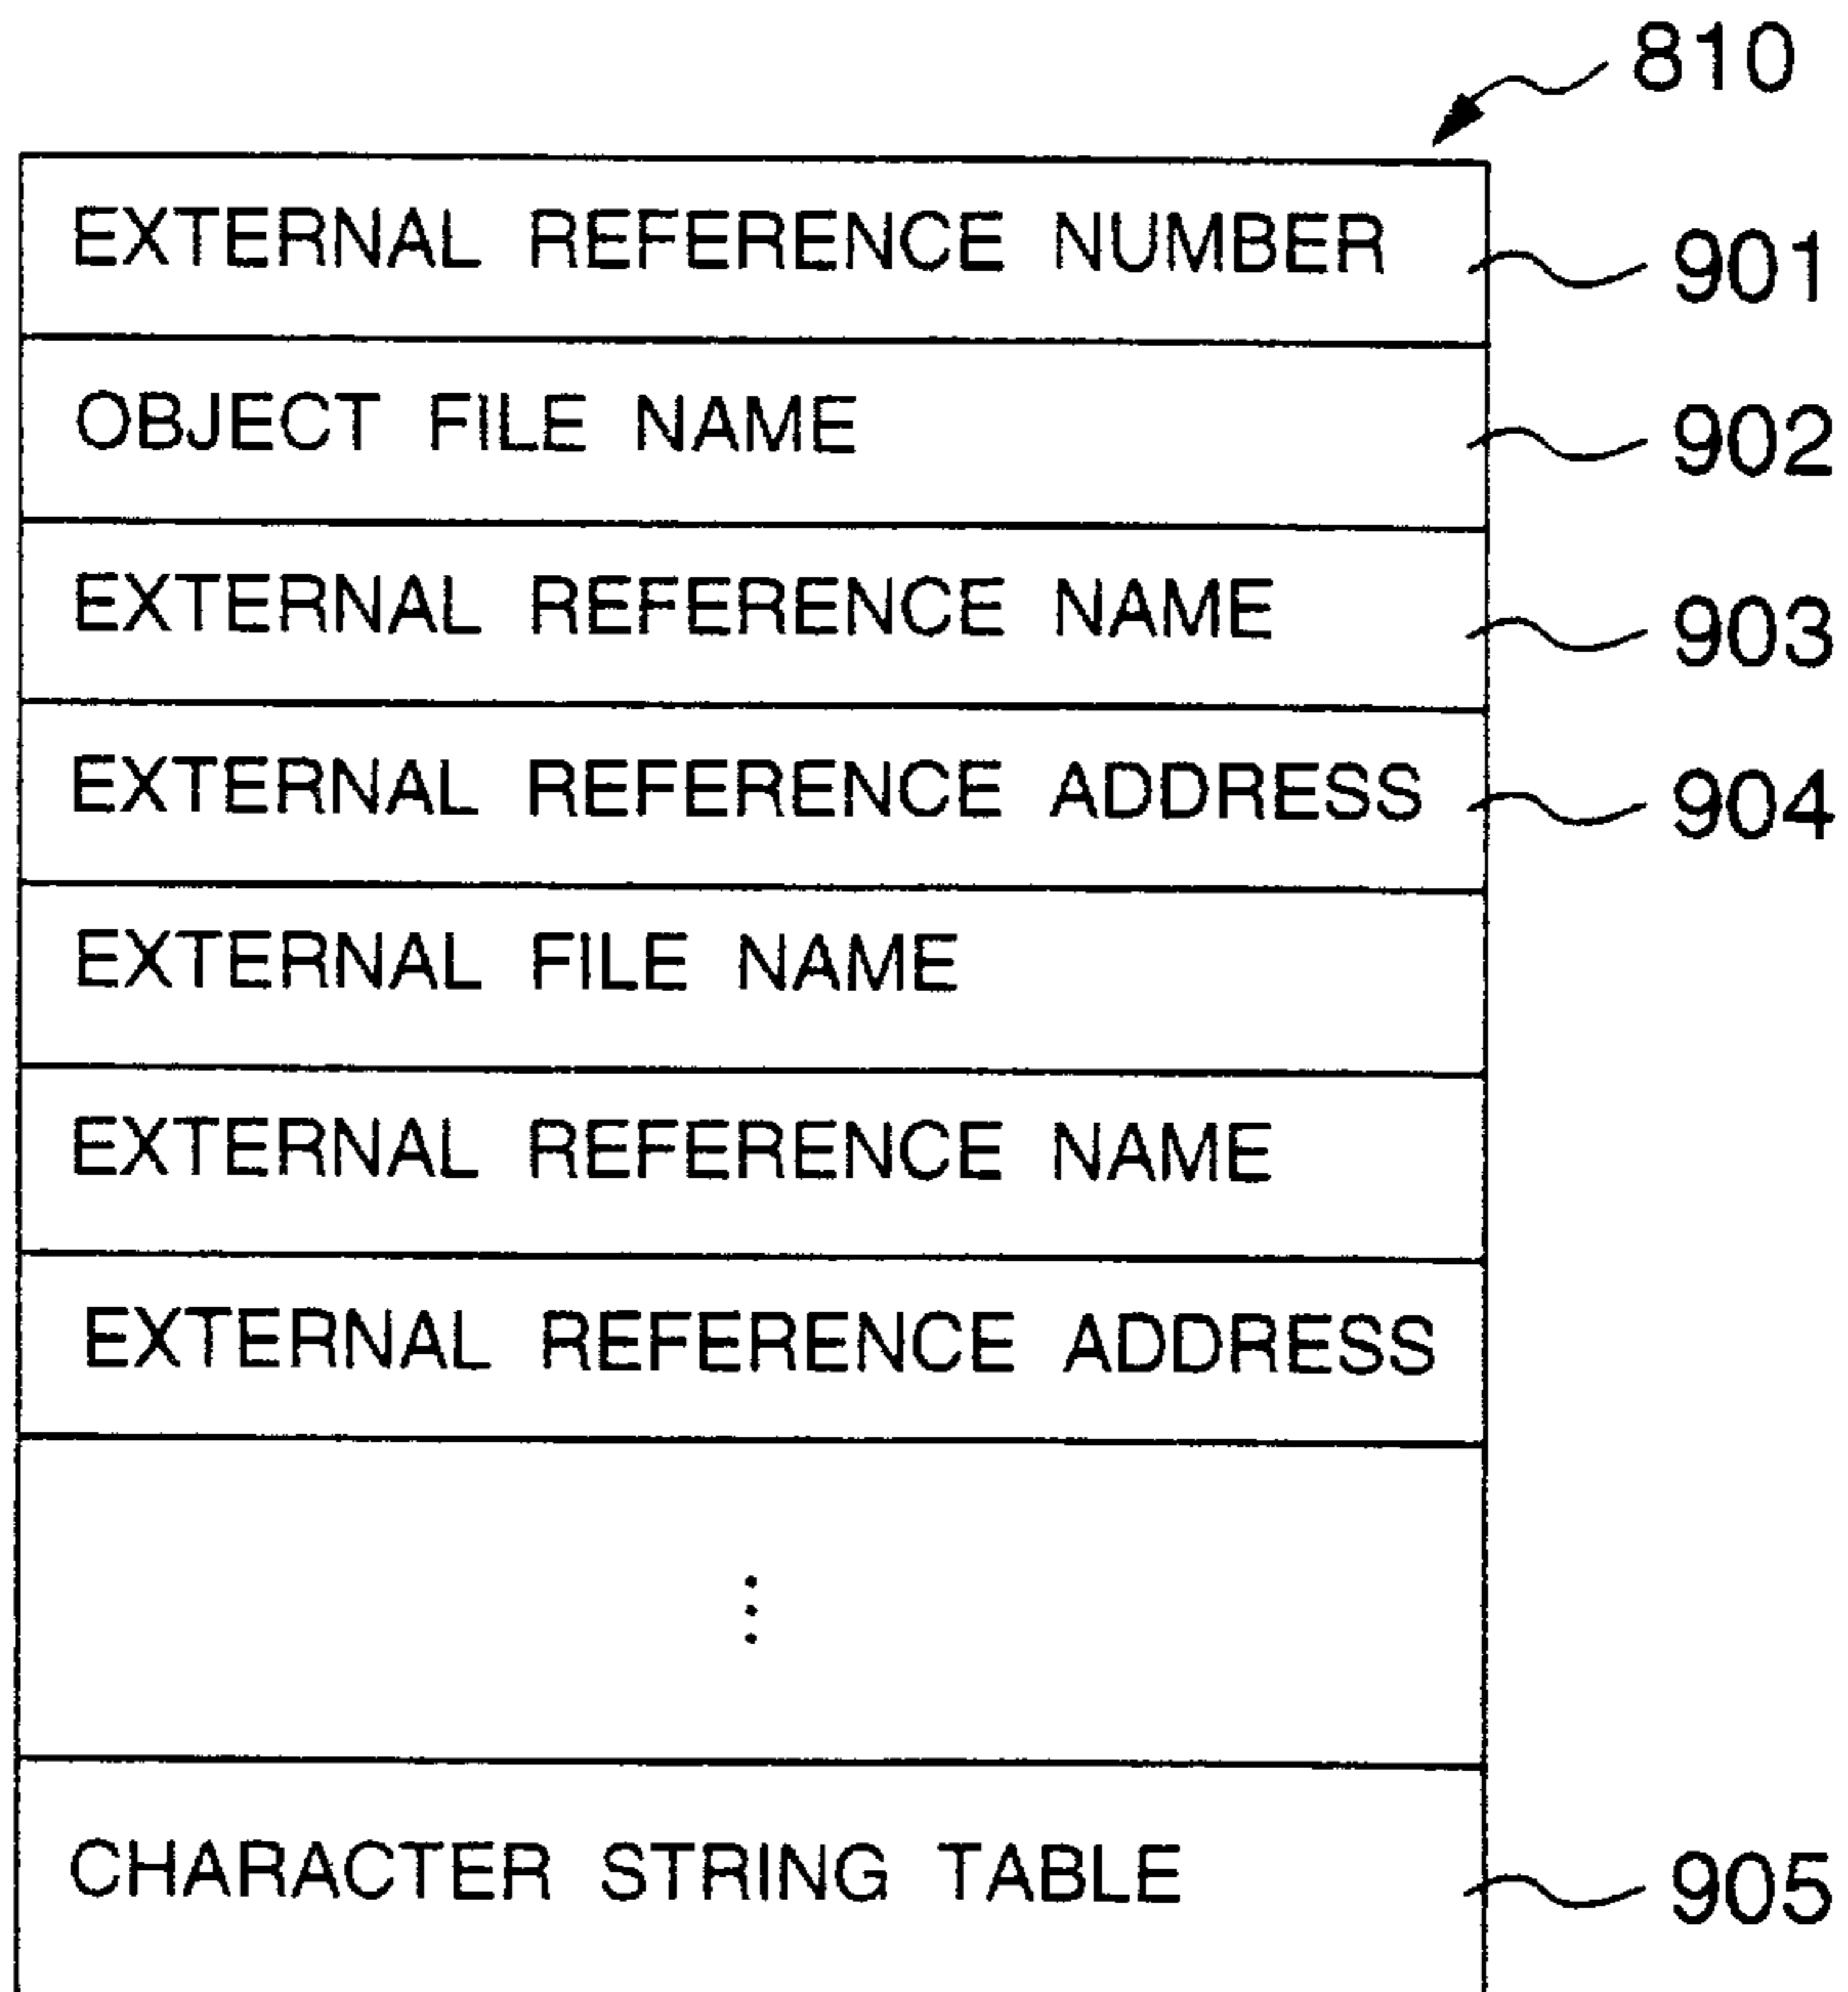 810
EXTERNAL REFERENCE NUMBER 901
OBJECT FILE NAME 902
EXTERNAL REFERENCE NAME 903
EXTERNAL REFERENCE ADDRESS 904
EXTERNAL FILE NAME
EXTERNAL REFERENCE NAME
EXTERNAL REFERENCE ADDRESS
CHARACTER STRING TABLE 905